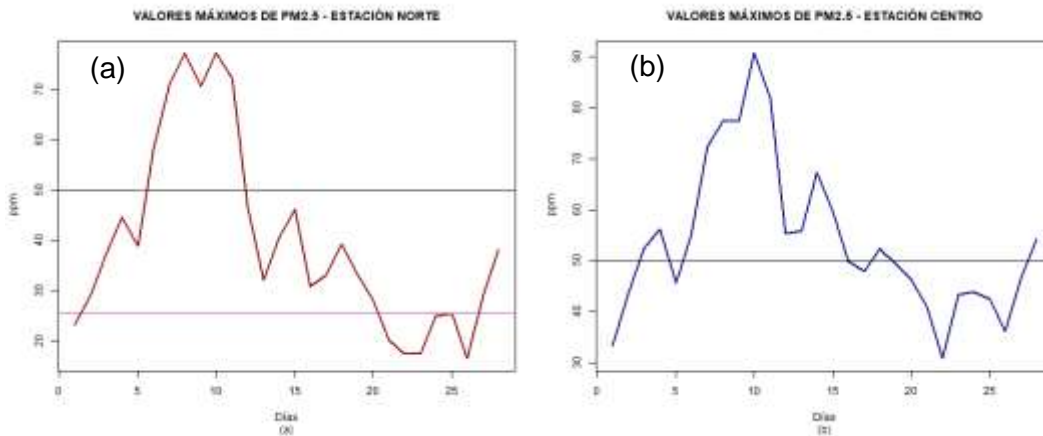 VALORES MÁXIMOS DE PM2.5 - ESTACIÓN NORTE
(a)
ppm
70
60
50
40
30
20
0 5 10 15 20 25
Días
(a)
VALORES MÁXIMOS DE PM2.5 - ESTACIÓN CENTRO
(b)
ppm
90
80
70
60
50
40
30
0 5 10 15 20 25
Días
(b)